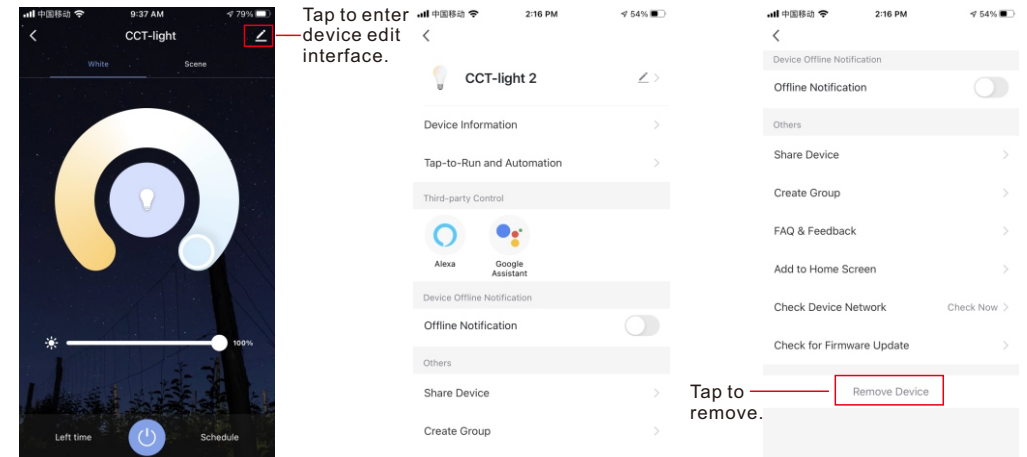 中国移动 9:37 AM 79%
CCT-light
White Scene
100%
Left time Schedule
Tap to enter
device edit
interface.
中国移动 2:16 PM 54%
CCT-light 2
Device Information
Tap-to-Run and Automation
Third-party Control
Alexa Google
Assistant
Device Offline Notification
Offline Notification
Others
Share Device
Create Group
中国移动 2:16 PM 54%
Device Offline Notification
Offline Notification
Others
Share Device
Create Group
FAQ & Feedback
Add to Home Screen
Check Device Network Check Now
Check for Firmware Update
Remove Device
Tap to
remove.